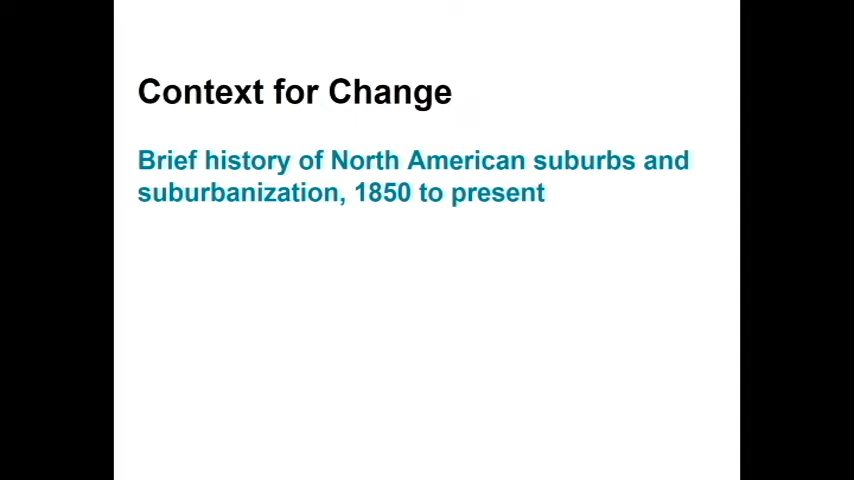 Context for Change
Brief history of North American suburbs and
suburbanization, 1850 to present